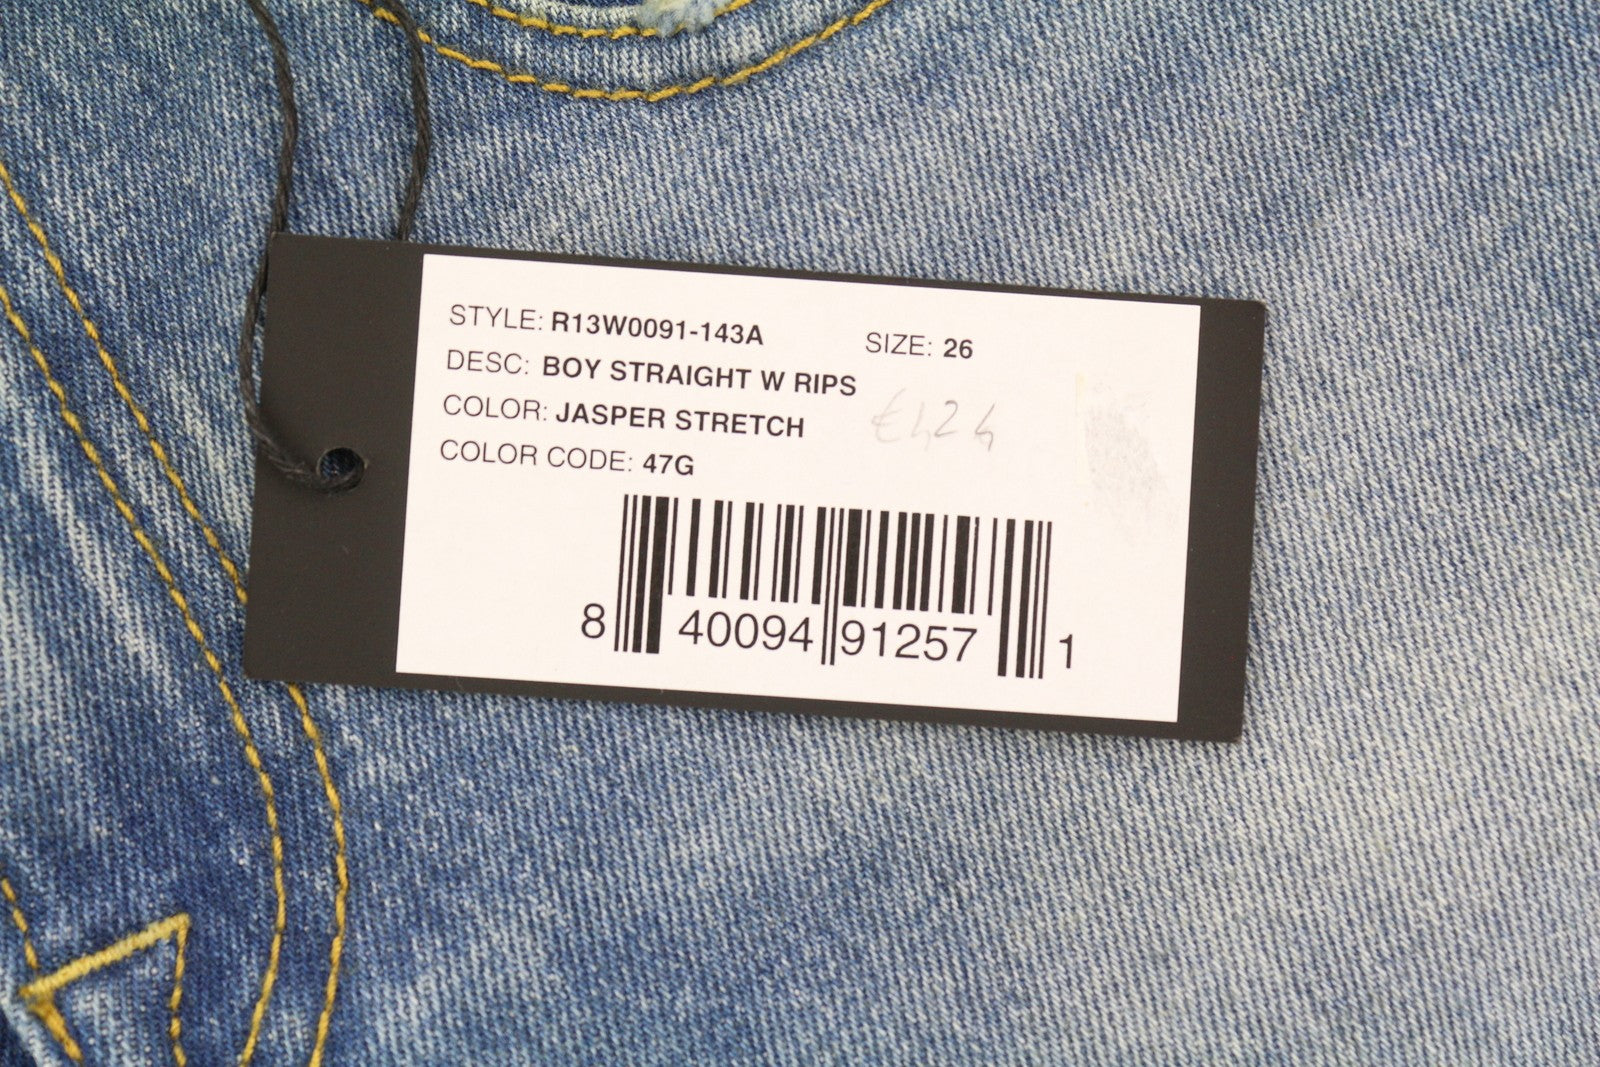 STYLE: R13W0091-143A SIZE: 26
DESC: BOY STRAIGHT W RIPS
COLOR: JASPER STRETCH
COLOR CODE: 47G
8 40094 91257 1